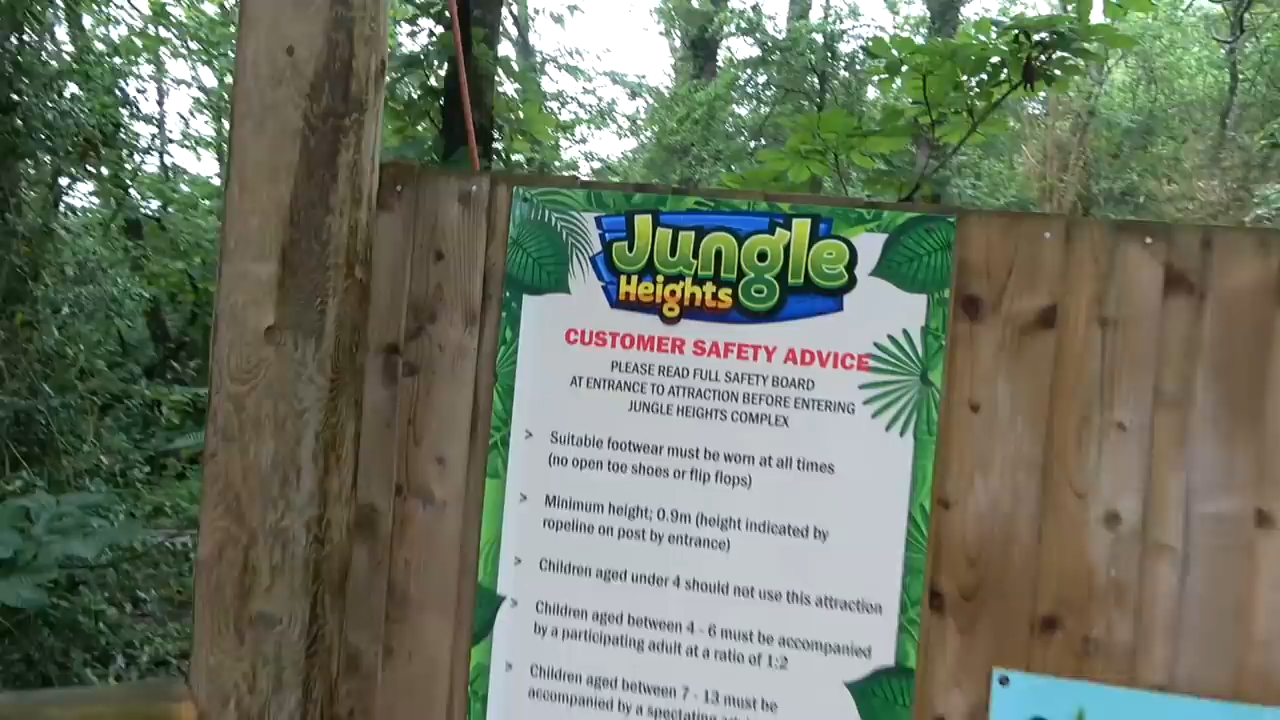 Jungle
Heights
CUSTOMER SAFETY ADVICE
PLEASE READ FULL SAFETY BOARD
AT ENTRANCE TO ATTRACTION BEFORE ENTERING
JUNGLE HEIGHTS COMPLEX
> Suitable footwear must be worn at all times
(no open toe shoes or flip flops)
> Minimum height; 0.9m (height indicated by
ropeline on post by entrance)
> Children aged under 4 should not use this attraction
> Children aged between 4 - 6 must be accompanied
by a participating adult at a ratio of 1:2
> Children aged between 7 - 13 must be
accompanied by a spectating